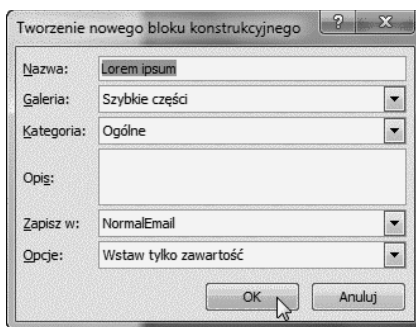 Tworzenie nowego bloku konstrukcyjnego ? X
Nazwa: Lorem ipsum
Galeria: Szybkie części
Kategoria: Ogólne
Opis:
Zapisz w: NormalEmail
Opcje: Wstaw tylko zawartość
OK Anuluj